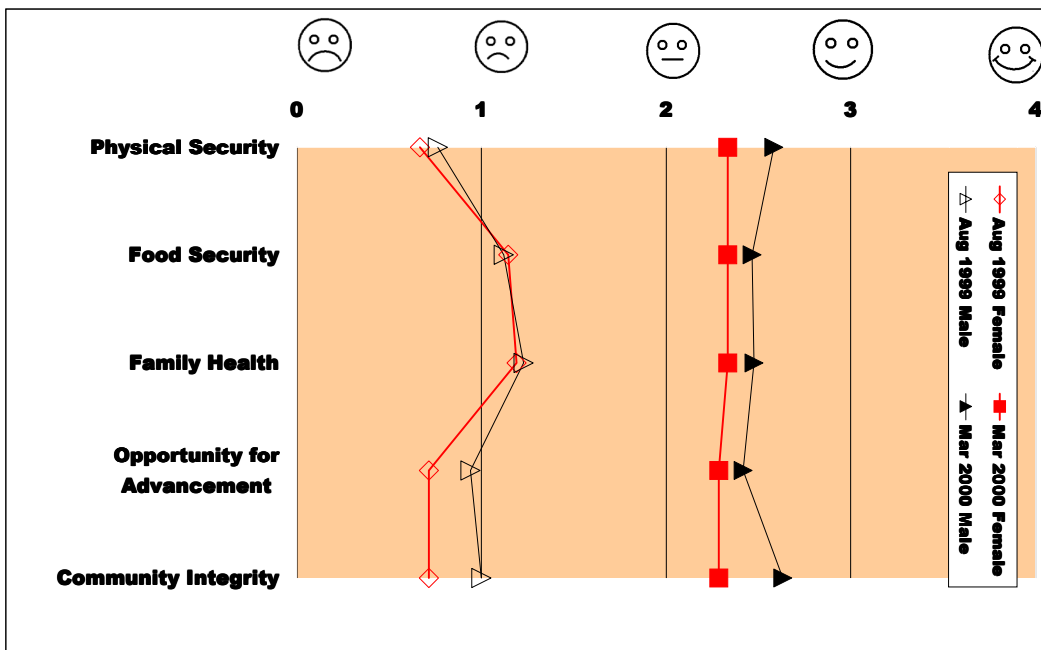 0 1 2 3 4
Physical Security
Food Security
Family Health
Opportunity for
Advancement
Community Integrity
Aug 1999 Female
Mar 2000 Female
Aug 1999 Male
Mar 2000 Male